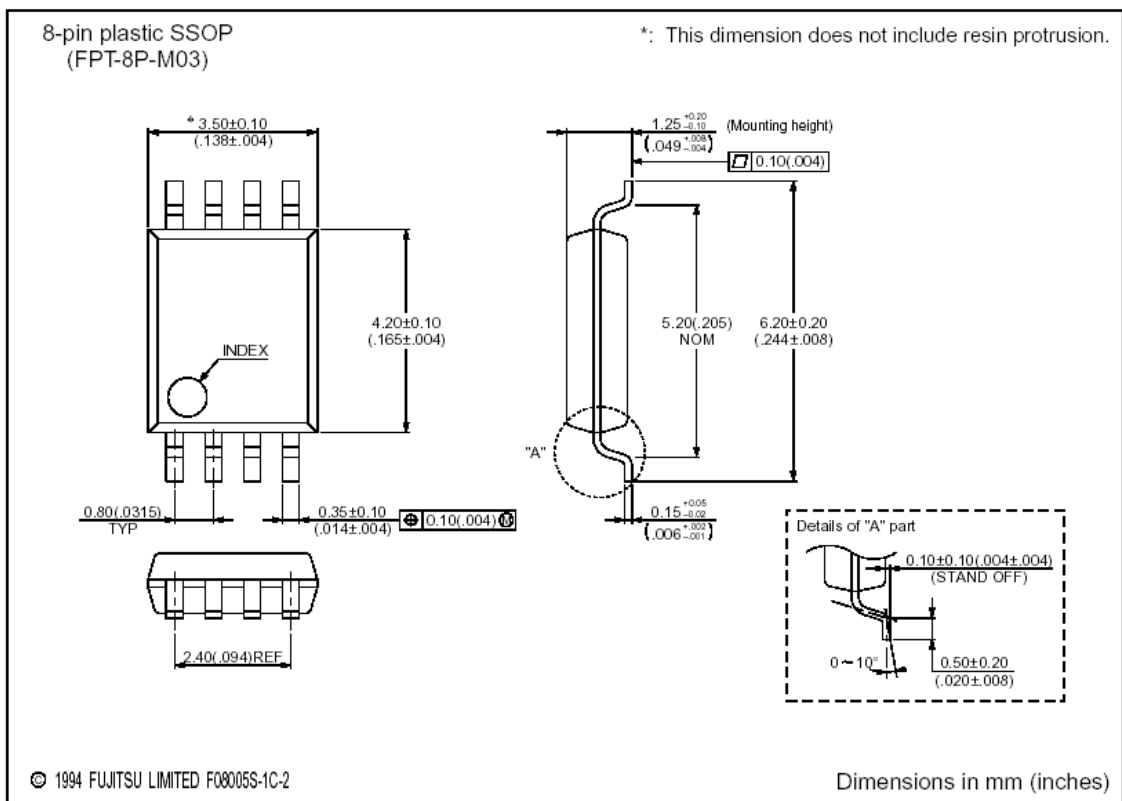 8-pin plastic SSOP
(FPT-8P-M03)
*: This dimension does not include resin protrusion.
* 3.50±0.10
(.138±.004)
1.25 +0.20 −0.10 (Mounting height)
(.049 +.008 −.004)
0.10(.004)
4.20±0.10
(.165±.004)
INDEX
5.20(.205)
NOM
6.20±0.20
(.244±.008)
"A"
0.80(.0315)
TYP
0.35±0.10
(.014±.004)
⌖ 0.10(.004) Ⓜ
0.15 +0.05 −0.02
(.006 +.002 −.001)
Details of "A" part
0.10±0.10(.004±.004)
(STAND OFF)
0~10°
0.50±0.20
(.020±.008)
2.40(.094)REF
© 1994 FUJITSU LIMITED F08005S-1C-2
Dimensions in mm (inches)